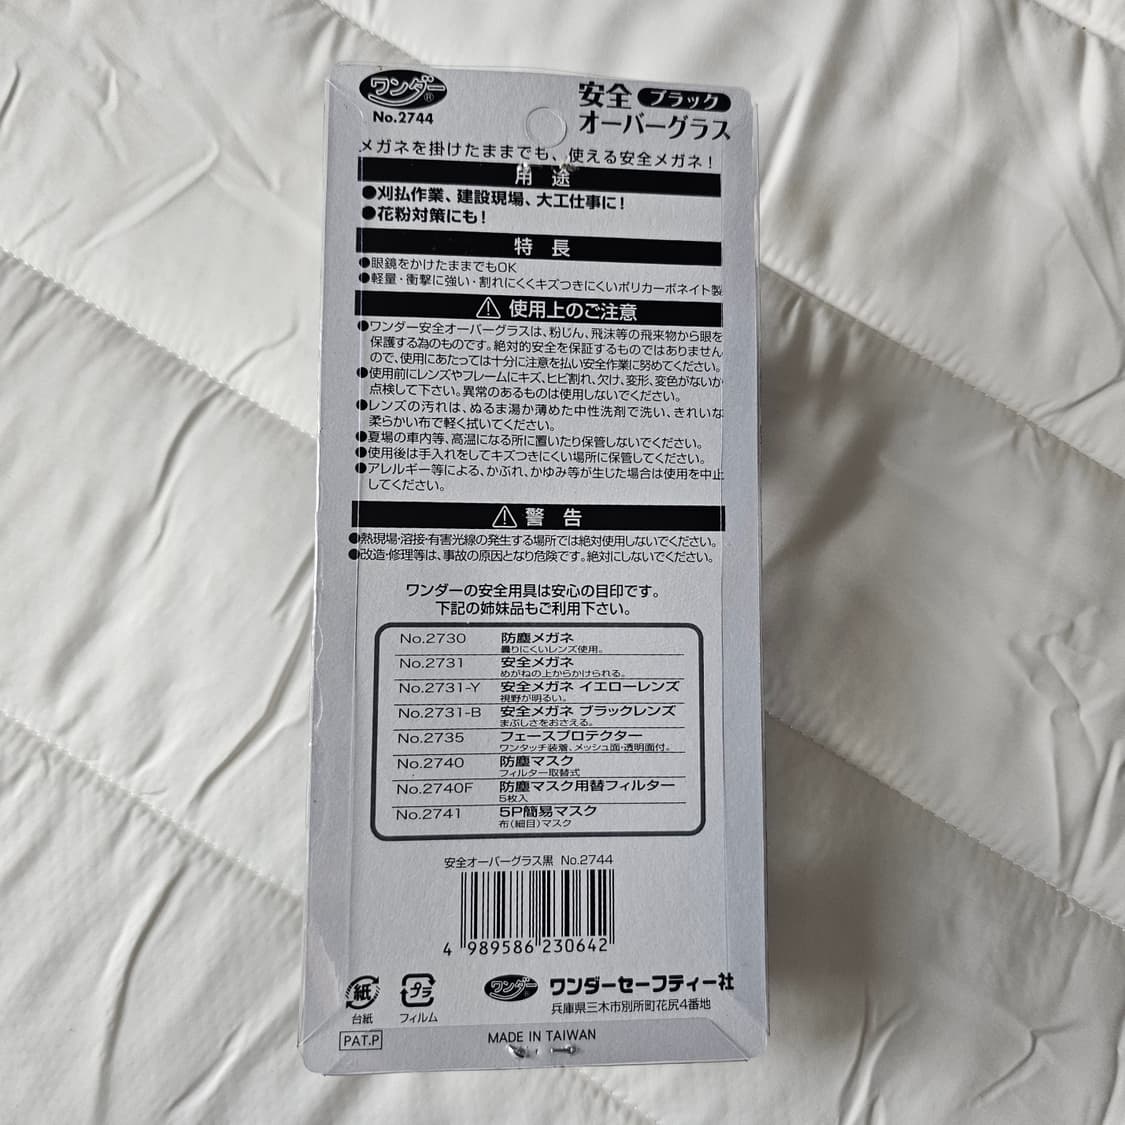 ワンダー®
No.2744
安全 ブラック
オーバーグラス
メガネを掛けたままでも、使える安全メガネ!
用 途
●刈払作業、建設現場、大工仕事に!
●花粉対策にも!
特 長
●眼鏡をかけたままでもOK
●軽量・衝撃に強い・割れにくくキズつきにくいポリカーボネイト製
⚠ 使用上のご注意
●ワンダー安全オーバーグラスは、粉じん、飛沫等の飛来物から眼を
保護する為のものです。絶対的安全を保証するものではありません
ので、使用にあたっては十分に注意を払い安全作業に努めてください。
●使用前にレンズやフレームにキズ、ヒビ割れ、欠け、変形、変色がないか
点検して下さい。異常のあるものは使用しないでください。
●レンズの汚れは、ぬるま湯か薄めた中性洗剤で洗い、きれいな
柔らかい布で軽く拭いてください。
●夏場の車内等、高温になる所に置いたり保管しないでください。
●使用後は手入れをしてキズつきにくい場所に保管してください。
●アレルギー等による、かぶれ、かゆみ等が生じた場合は使用を中止
してください。
⚠ 警 告
●熱現場・溶接・有害光線の発生する場所では絶対使用しないでください。
●改造・修理等は、事故の原因となり危険です。絶対にしないでください。
ワンダーの安全用具は安心の目印です。
下記の姉妹品もご利用下さい。
No.2730 防塵メガネ
曇りにくいレンズ使用。
No.2731 安全メガネ
めがねの上からかけられる。
No.2731-Y 安全メガネ イエローレンズ
視野が明るい。
No.2731-B 安全メガネ ブラックレンズ
まぶしさをおさえる。
No.2735 フェースプロテクター
ワンタッチ装着、メッシュ面・透明面付。
No.2740 防塵マスク
フィルター取替式
No.2740F 防塵マスク用替フィルター
5枚入
No.2741 5P簡易マスク
布(細目)マスク
安全オーバーグラス黒 No.2744
4 989586 230642
紙
台紙
プラ
フィルム
ワンダー® ワンダーセーフティー社
兵庫県三木市別所町花尻4番地
PAT.P
MADE IN TAIWAN